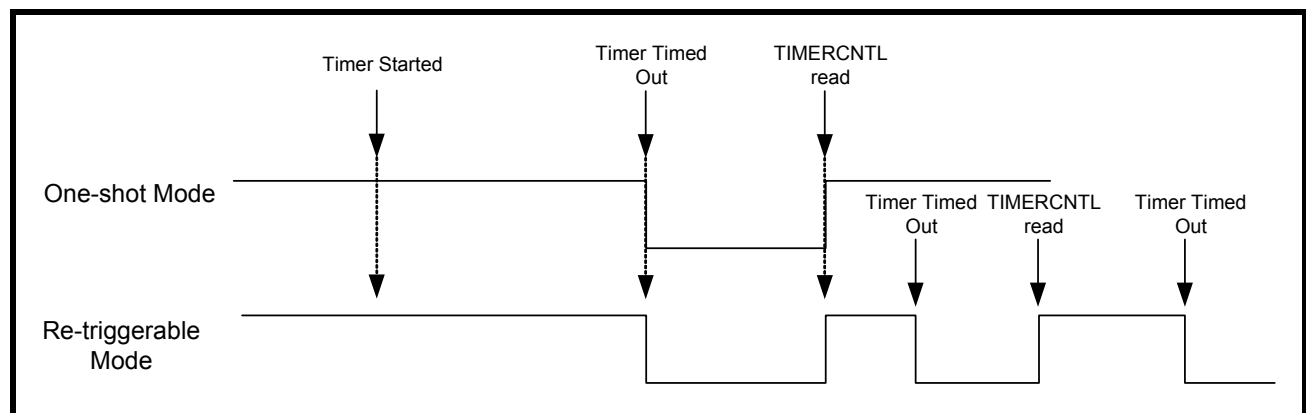 Timer Started
Timer Timed
Out
TIMERCNTL
read
One-shot Mode
Timer Timed
Out
TIMERCNTL
read
Timer Timed
Out
Re-triggerable
Mode